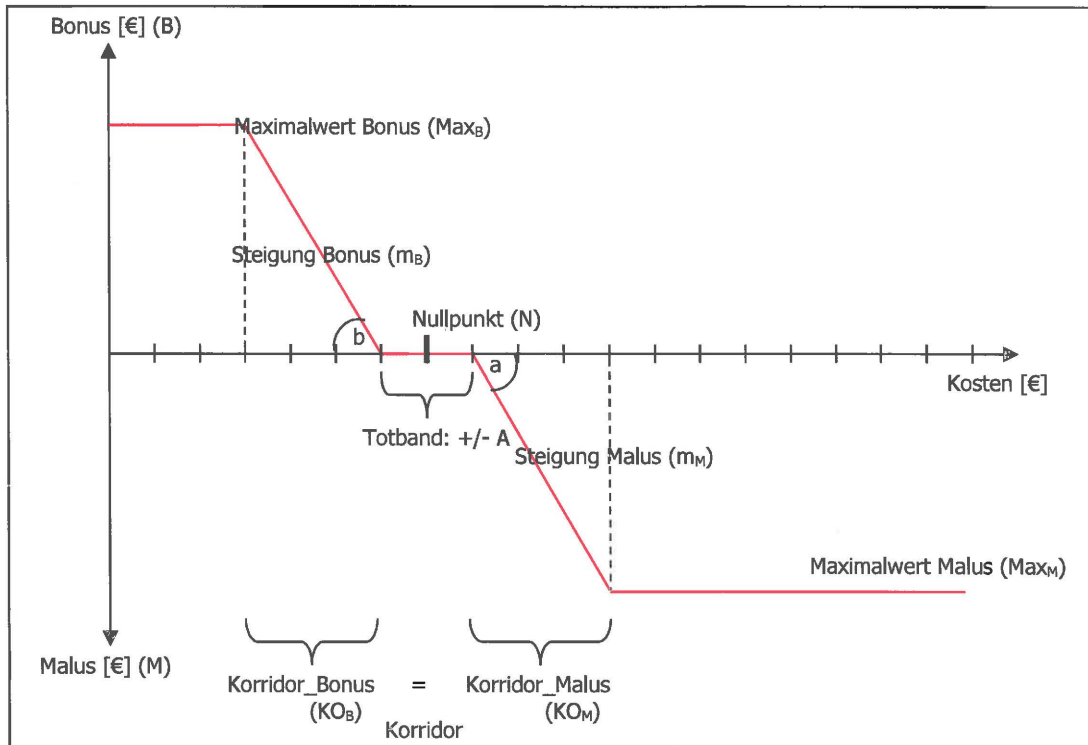 Bonus [€] (B)
Maximalwert Bonus (MaxB)
Steigung Bonus (mB)
Nullpunkt (N)
b
a
Kosten [€]
Totband: +/- A
Steigung Malus (mM)
Maximalwert Malus (MaxM)
Malus [€] (M)
Korridor_Bonus = Korridor_Malus
(KOB) (KOM)
Korridor